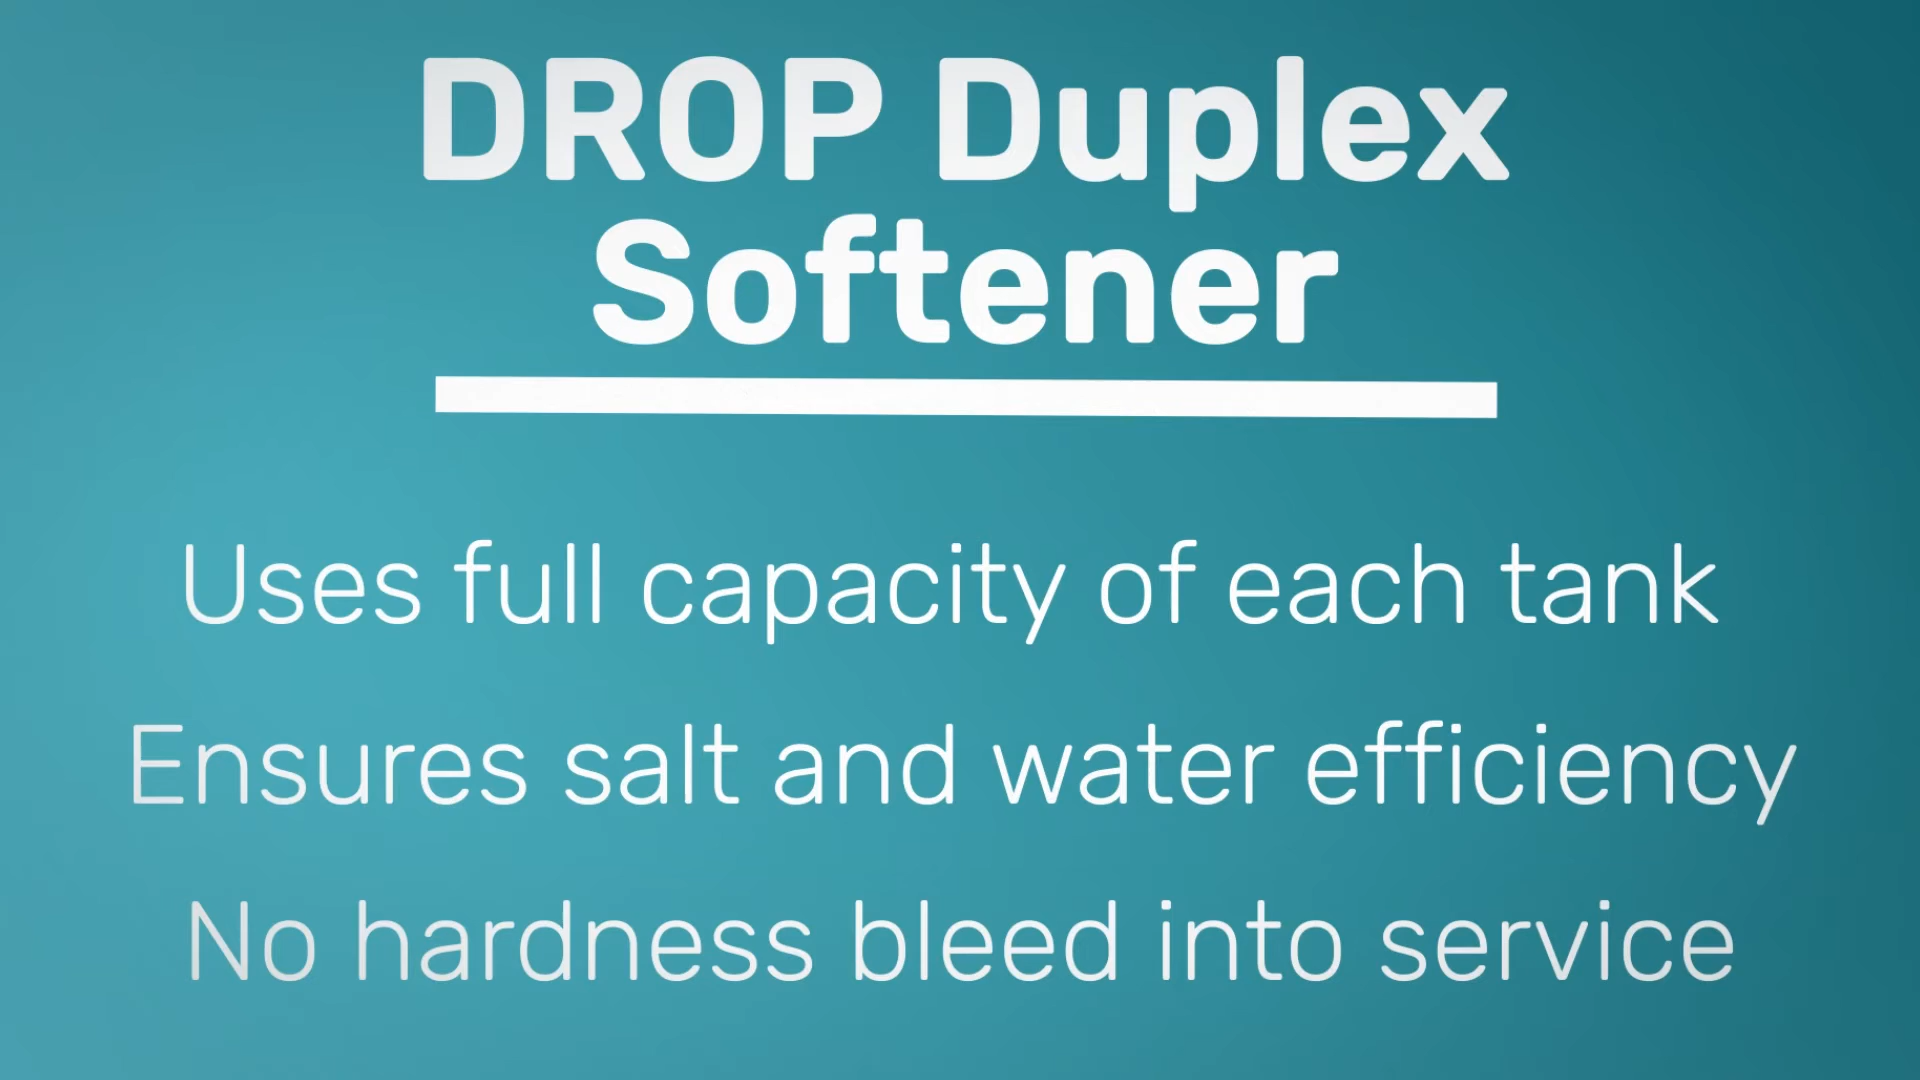 DROP Duplex
Softener
Uses full capacity of each tank
Ensures salt and water efficiency
No hardness bleed into service